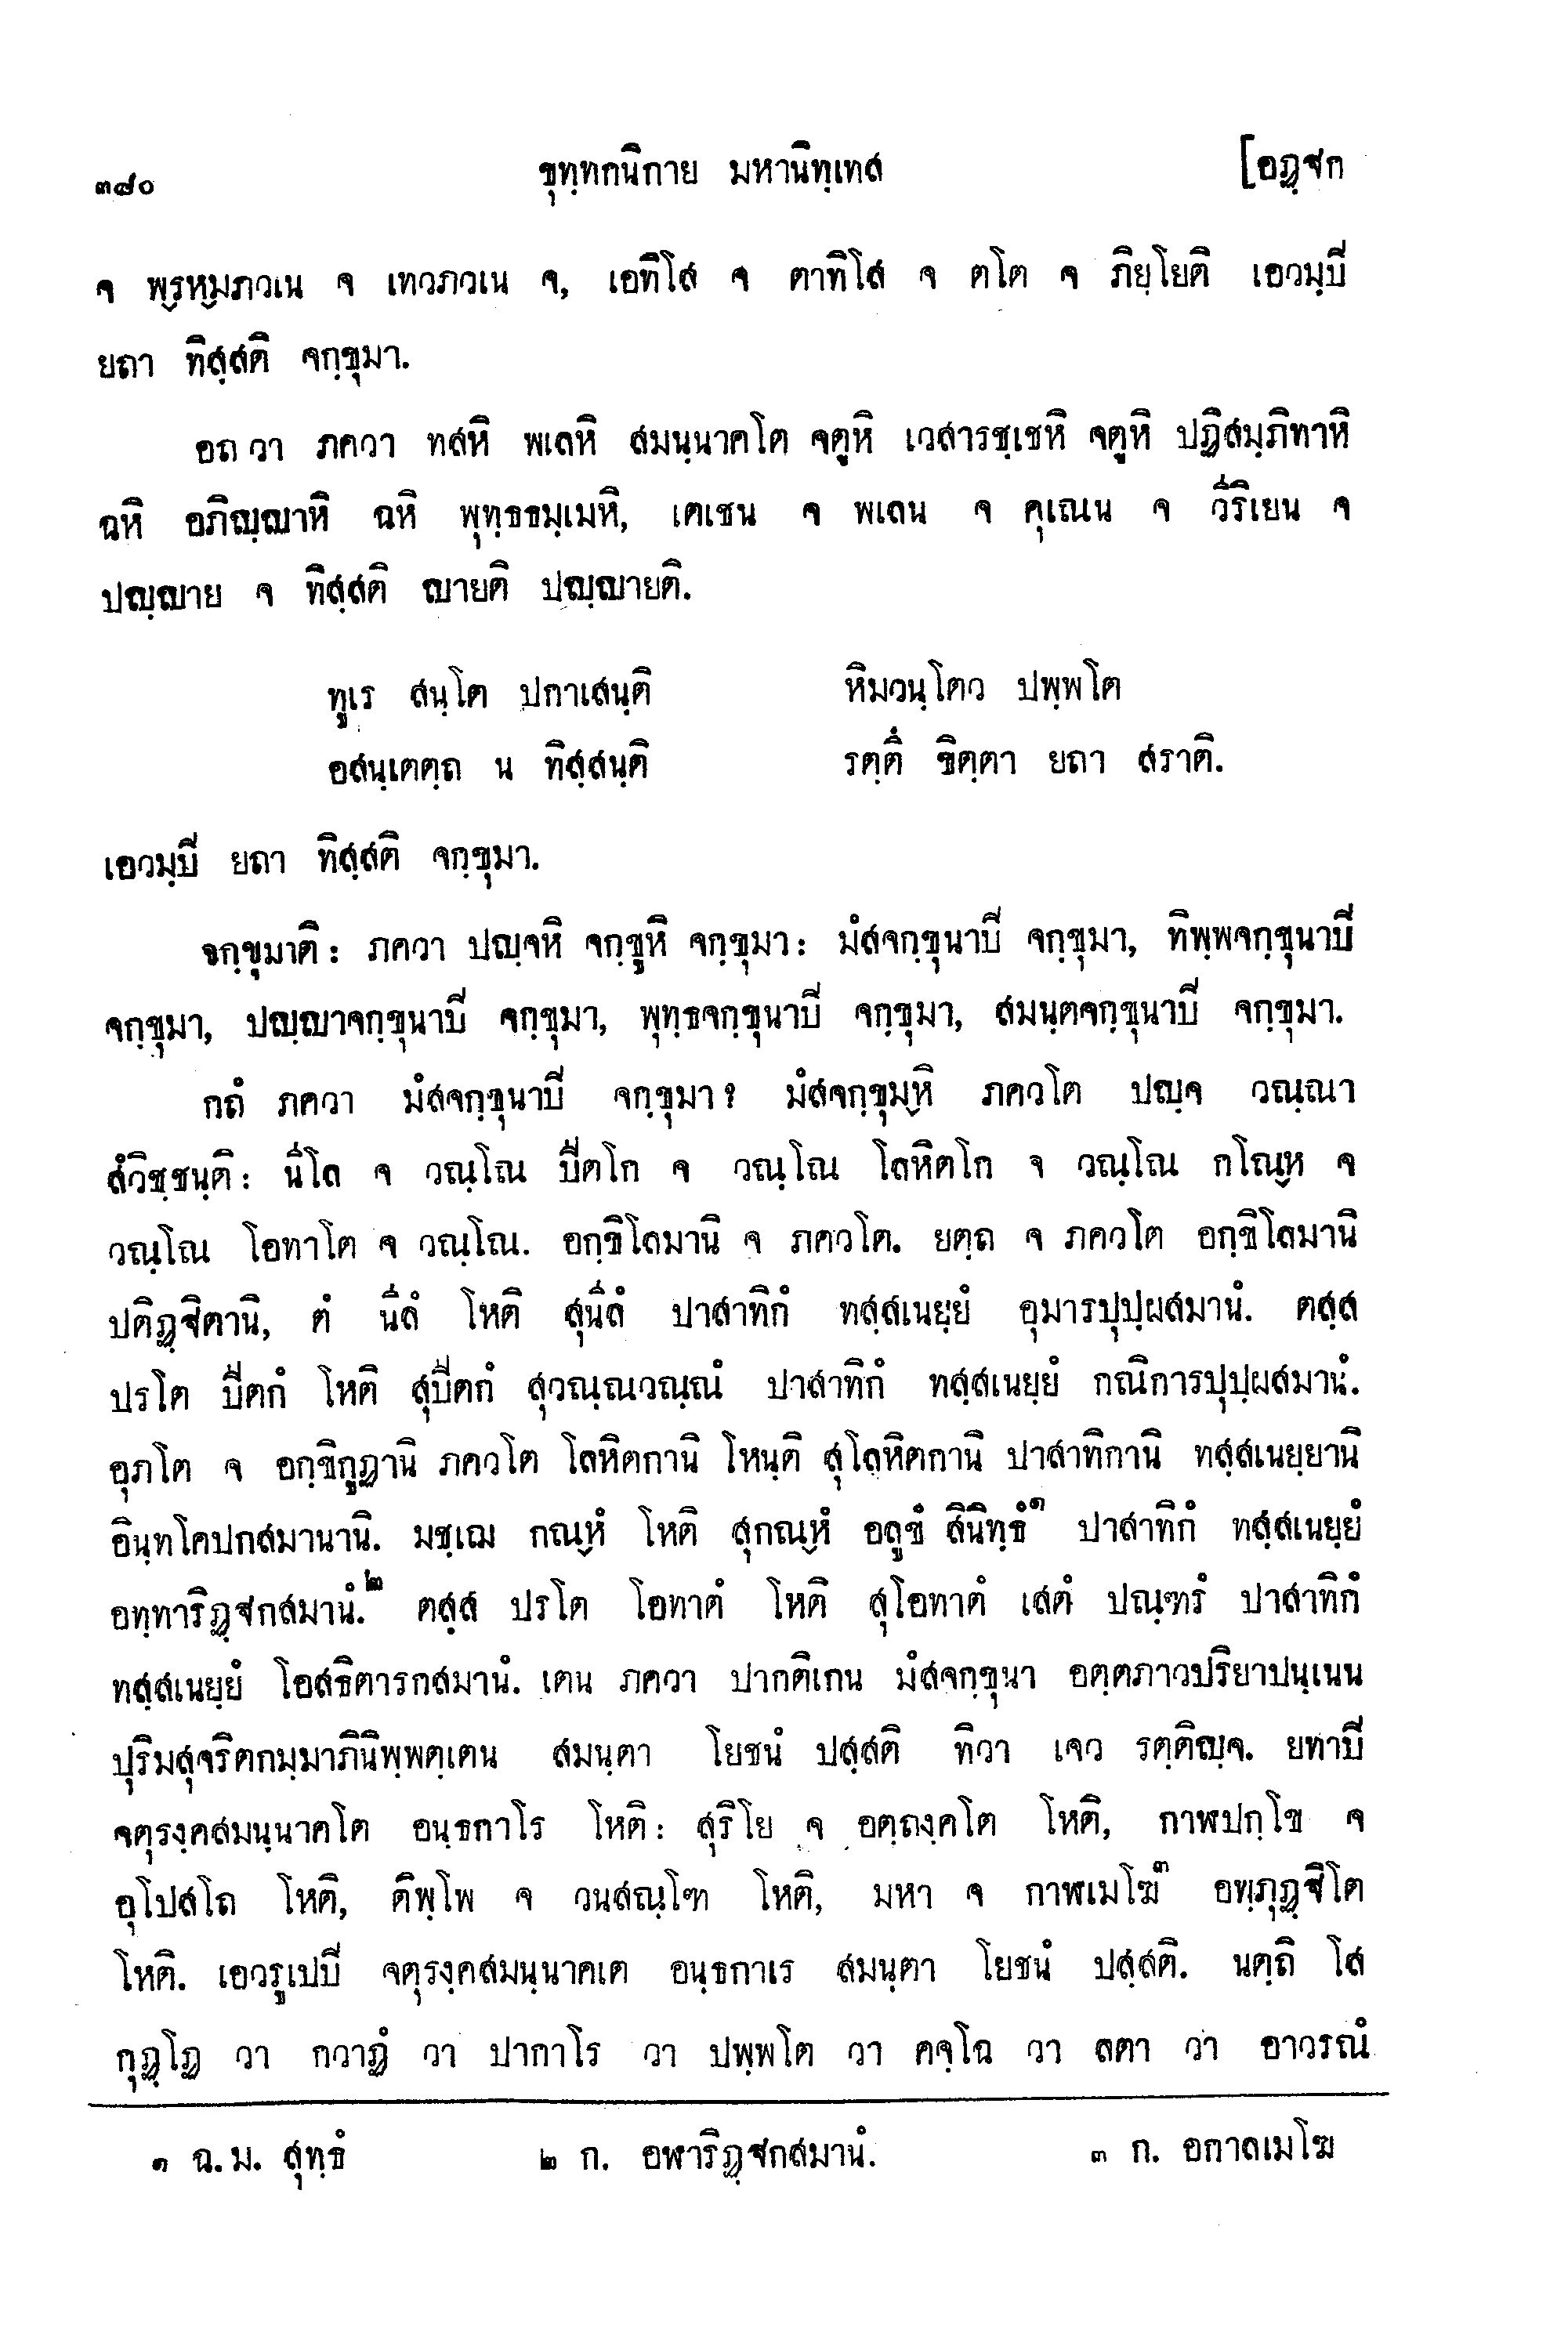 ๓๘๐ ขุทฺทกนิกาย มหานิทฺเทส [อฏฺฐก
จ พฺรหฺมภวเน จ เทวภวเน จ, เอทิโส จ ตาทิโส จ ตโต จ ภิยฺโยติ เอวมฺปิ
ยถา ทิสฺสติ จกฺขุมา.
อถ วา ภควา ทสหิ พเลหิ สมนฺนาคโต จตูหิ เวสารชฺเชหิ จตูหิ ปฏิสมฺภิทาหิ
ฉหิ อภิญฺญาหิ ฉหิ พุทฺธธมฺเมหิ, เตเชน จ พเลน จ คุเณน จ วีริเยน จ
ปญฺญาย จ ทิสฺสติ ญายติ ปญฺญายติ.
ทูเร สนฺโต ปกาเสนฺติ หิมวนฺโตว ปพฺพโต
อสนฺเตตฺถ น ทิสฺสนฺติ รตฺตึ ขิตฺตา ยถา สราติ.
เอวมฺปิ ยถา ทิสฺสติ จกฺขุมา.
จกฺขุมาติ: ภควา ปญฺจหิ จกฺขูหิ จกฺขุมา: มํสจกฺขุนาปิ จกฺขุมา, ทิพฺพจกฺขุนาปิ
จกฺขุมา, ปญฺญาจกฺขุนาปิ จกฺขุมา, พุทฺธจกฺขุนาปิ จกฺขุมา, สมนฺตจกฺขุนาปิ จกฺขุมา.
กถํ ภควา มํสจกฺขุนาปิ จกฺขุมา? มํสจกฺขุมฺหิ ภควโต ปญฺจ วณฺณา
สํวิชฺชนฺติ: นีโล จ วณฺโณ ปีตโก จ วณฺโณ โลหิตโก จ วณฺโณ กโณฺห จ
วณฺโณ โอทาโต จ วณฺโณ. อกฺขิโลมานิ จ ภควโต. ยตฺถ จ ภควโต อกฺขิโลมานิ
ปติฏฺฐิตานิ, ตํ นีลํ โหติ สุนีลํ ปาสาทิกํ ทสฺสเนยฺยํ อุมารปุปฺผสมานํ. ตสฺส
ปรโต ปีตกํ โหติ สุปีตกํ สุวณฺณวณฺณํ ปาสาทิกํ ทสฺสเนยฺยํ กณิการปุปฺผสมานํ.
อุภโต จ อกฺขิกูฏานิ ภควโต โลหิตกานิ โหนฺติ สุโลหิตกานิ ปาสาทิกานิ ทสฺสเนยฺยานิ
อินฺทโคปกสมานานิ. มชฺเฌ กณฺหํ โหติ สุกณฺหํ อลูขํ สินิทฺธํ๑ ปาสาทิกํ ทสฺสเนยฺยํ
อทฺทาริฏฺฐกสมานํ.๒ ตสฺส ปรโต โอทาตํ โหติ สุโอทาตํ เสตํ ปณฺฑรํ ปาสาทิกํ
ทสฺสเนยฺยํ โอสธิตารกสมานํ. เตน ภควา ปากติเกน มํสจกฺขุนา อตฺตภาวปริยาปนฺเนน
ปุริมสุจริตกมฺมาภินิพฺพตฺเตน สมนฺตา โยชนํ ปสฺสติ ทิวา เจว รตฺติญฺจ. ยทาปิ
จตุรงฺคสมนฺนาคโต อนฺธกาโร โหติ: สุริโย จ อตฺถงฺคโต โหติ, กาฬปกฺโข จ
อุโปสโถ โหติ, ติพฺโพ จ วนสณฺโฑ โหติ, มหา จ กาฬเมโฆ๓ อพฺภุฏฺฐิโต
โหติ. เอวรูเปปิ จตุรงฺคสมนฺนาคเต อนฺธกาเร สมนฺตา โยชนํ ปสฺสติ. นตฺถิ โส
กุฏฺโฏ วา กวาฏํ วา ปากาโร วา ปพฺพโต วา คจฺโฉ วา ลตา วา อาวรณํ
๑ ฉ.ม. สุทฺธํ ๒ ก. อฬาริฏฺฐกสมานํ. ๓ ก. อกาลเมโฆ